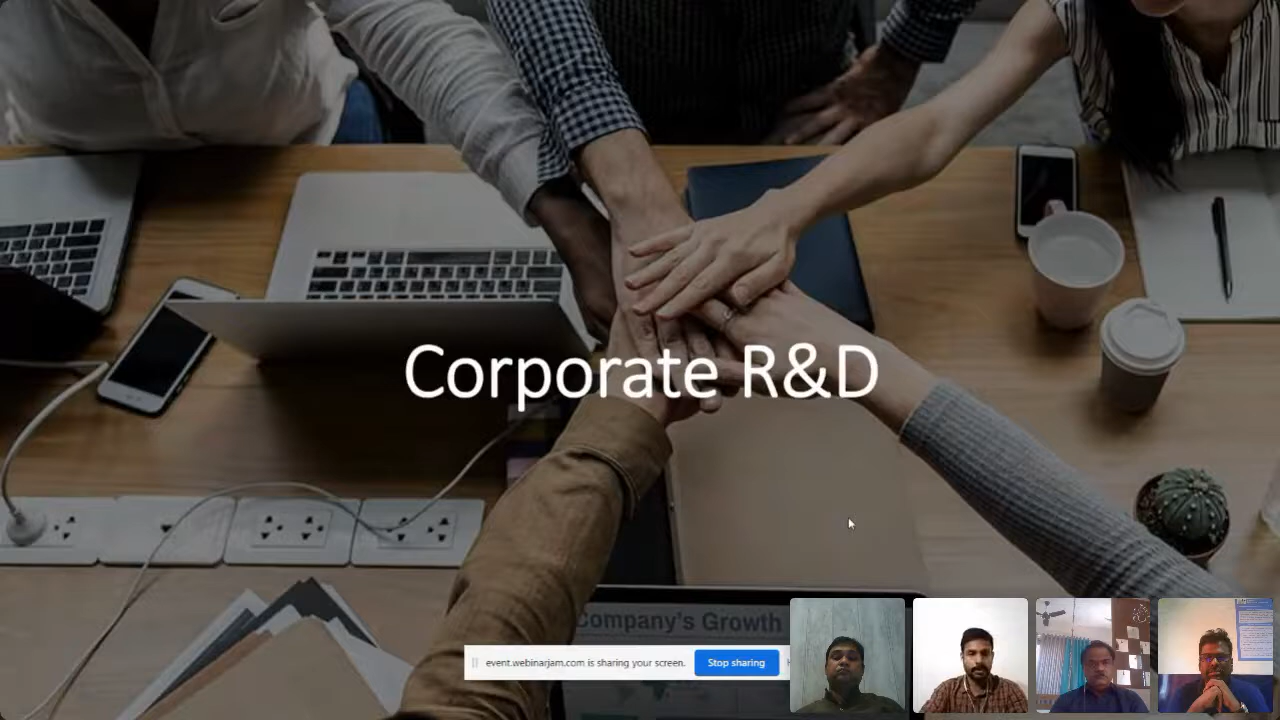 Corporate R&D
Company's Growth
event.webinarjam.com is sharing your screen.
Stop sharing